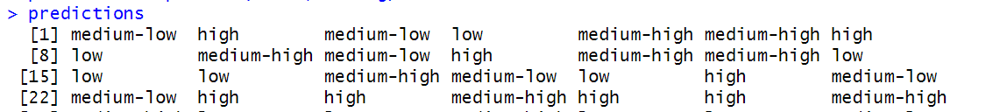 > predictions
[1] medium-low high medium-low low medium-high medium-high high
[8] low medium-high medium-low high medium-high medium-high low
[15] low low medium-high medium-low low high medium-low
[22] medium-low high high medium-high high high medium-high